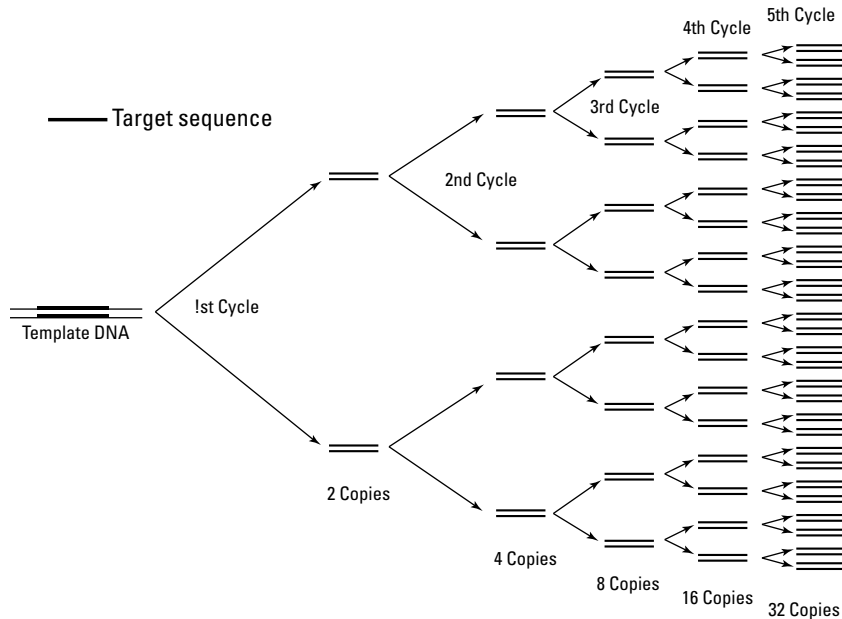 5th Cycle
4th Cycle
3rd Cycle
Target sequence
2nd Cycle
!st Cycle
Template DNA
2 Copies
4 Copies
8 Copies
16 Copies
32 Copies